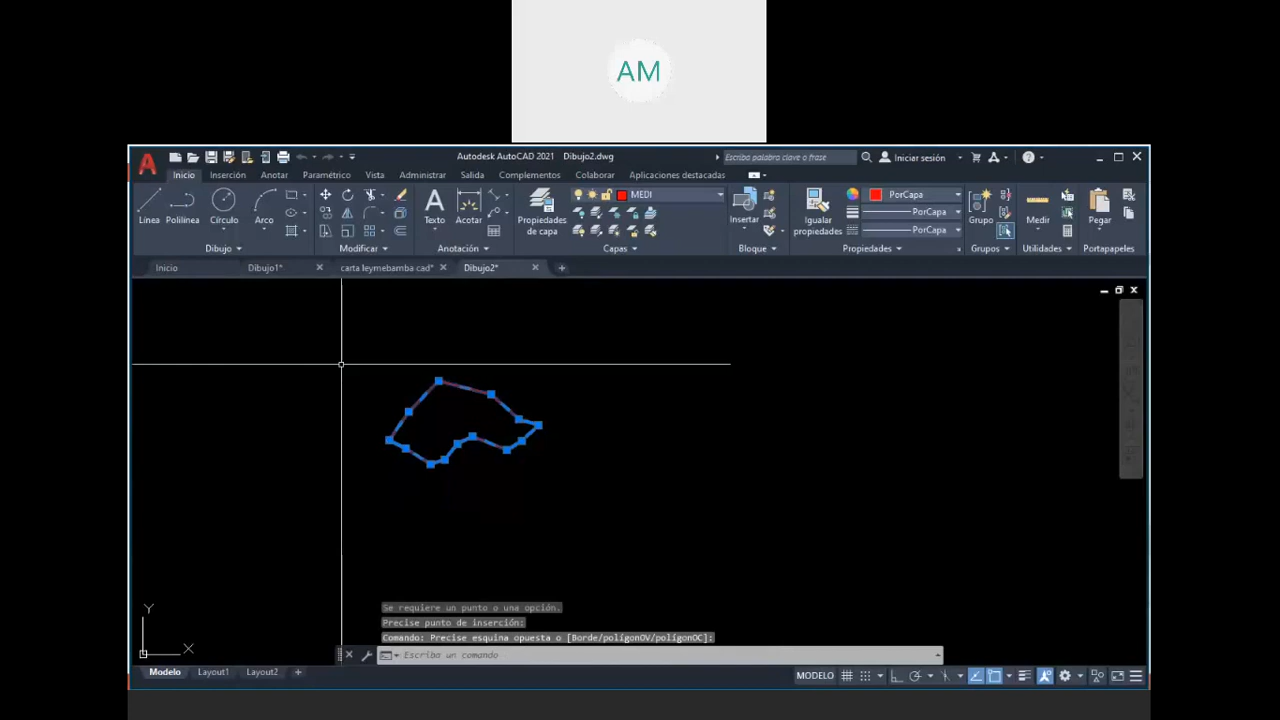 AM
Autodesk AutoCAD 2021 Dibujo2.dwg
Escriba palabra clave o frase
Iniciar sesión
Inicio Inserción Anotar Paramétrico Vista Administrar Salida Complementos Colaborar Aplicaciones destacadas
MEDI
PorCapa
PorCapa
PorCapa
Línea Polilínea Círculo Arco
Texto Acotar
Propiedades de capa
Insertar
Igualar propiedades
Grupo
Medir
Pegar
Dibujo Modificar Anotación Capas Bloque Propiedades Grupos Utilidades Portapapeles
Inicio Dibujo1* carta leymebamba cad* Dibujo2*
Y
X
Se requiere un punto o una opción.
Precise punto de inserción:
Comando: Precise esquina opuesta o [Borde/polígonOV/polígonOC]:
Escriba un comando
Modelo Layout1 Layout2 +
MODELO